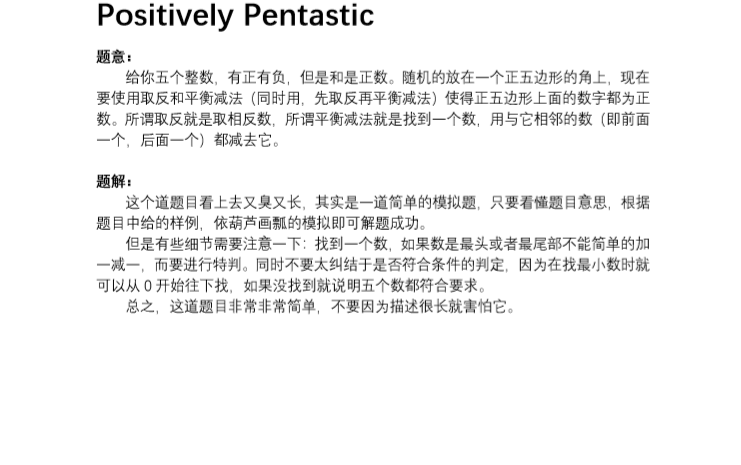 Positively Pentastic
题意：
给你五个整数，有正有负，但是和是正数。随机的放在一个正五边形的角上，现在
要使用取反和平衡减法（同时用，先取反再平衡减法）使得正五边形上面的数字都为正
数。所谓取反就是取相反数，所谓平衡减法就是找到一个数，用与它相邻的数（即前面
一个，后面一个）都减去它。
题解：
这个道题目看上去又臭又长，其实是一道简单的模拟题，只要看懂题目意思，根据
题目中给的样例，依葫芦画瓢的模拟即可解题成功。
但是有些细节需要注意一下：找到一个数，如果数是最头或者最尾部不能简单的加
一减一，而要进行特判。同时不要太纠结于是否符合条件的判定，因为在找最小数时就
可以从 0 开始往下找，如果没找到就说明五个数都符合要求。
总之，这道题目非常非常简单，不要因为描述很长就害怕它。